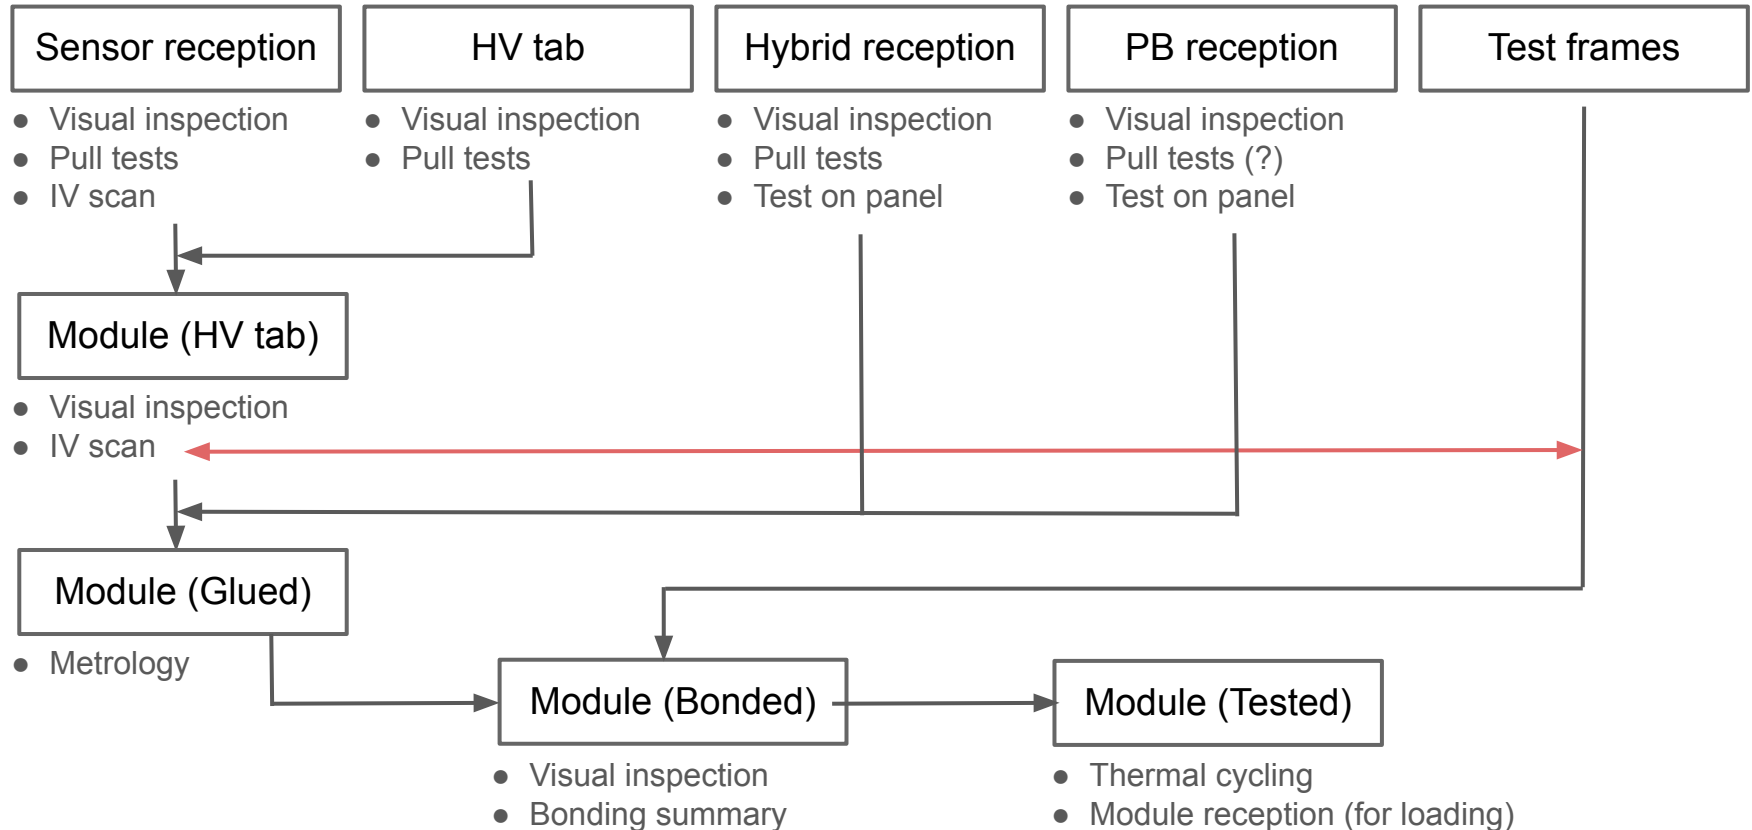 Sensor reception
● Visual inspection
● Pull tests
● IV scan
HV tab
● Visual inspection
● Pull tests
Hybrid reception
● Visual inspection
● Pull tests
● Test on panel
PB reception
● Visual inspection
● Pull tests (?)
● Test on panel
Test frames
Module (HV tab)
● Visual inspection
● IV scan
Module (Glued)
● Metrology
Module (Bonded)
● Visual inspection
● Bonding summary
Module (Tested)
● Thermal cycling
● Module reception (for loading)